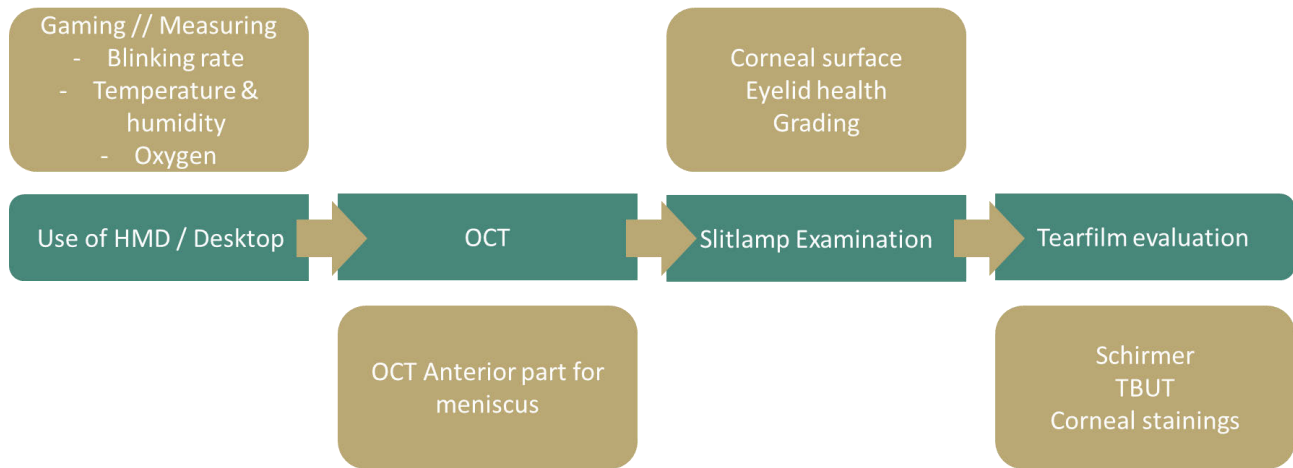 Gaming // Measuring
- Blinking rate
- Temperature &
humidity
- Oxygen
Corneal surface
Eyelid health
Grading
Use of HMD / Desktop
OCT
Slitlamp Examination
Tearfilm evaluation
OCT Anterior part for
meniscus
Schirmer
TBUT
Corneal stainings